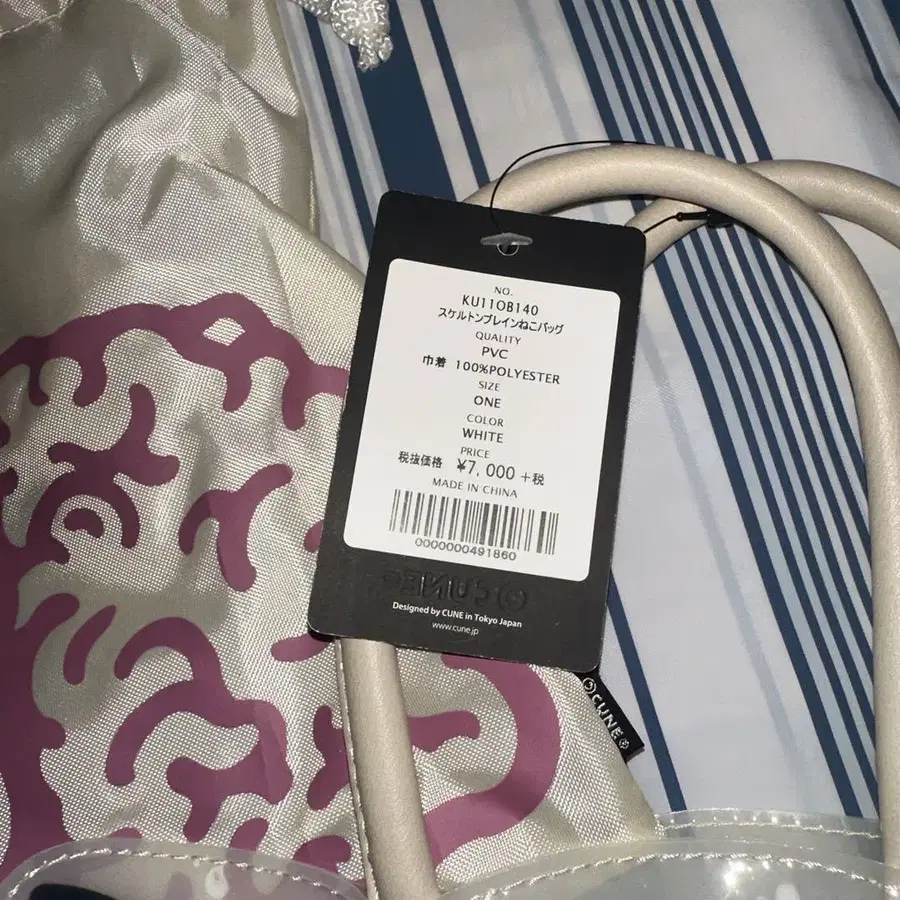 NO.
KU11OB140
スケルトンブレインねこバッグ
QUALITY
PVC
巾着 100%POLYESTER
SIZE
ONE
COLOR
WHITE
PRICE
税抜価格 ¥7,000 +税
MADE IN CHINA
0000000491860
CUNE
Designed by CUNE in Tokyo Japan
www.cune.jp
CUNE